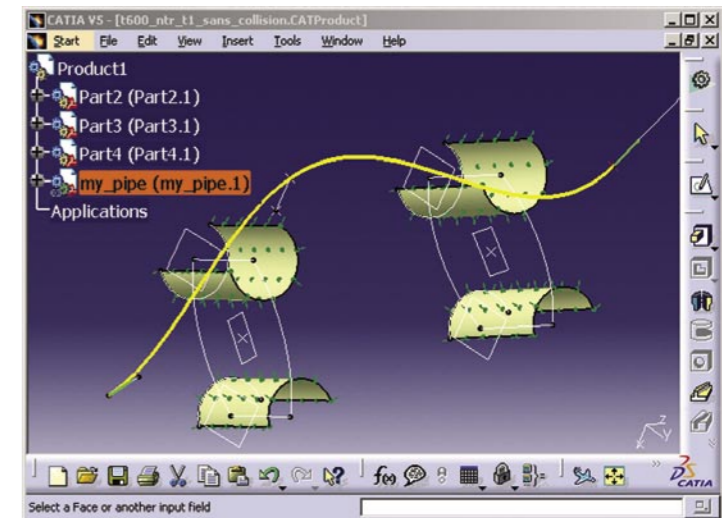 CATIA V5 - [t600_ntr_t1_sans_collision.CATProduct]
Start File Edit View Insert Tools Window Help
Product1
Part2 (Part2.1)
Part3 (Part3.1)
Part4 (Part4.1)
my_pipe (my_pipe.1)
Applications
z
y
x
f(x)
DS CATIA
Select a Face or another input field